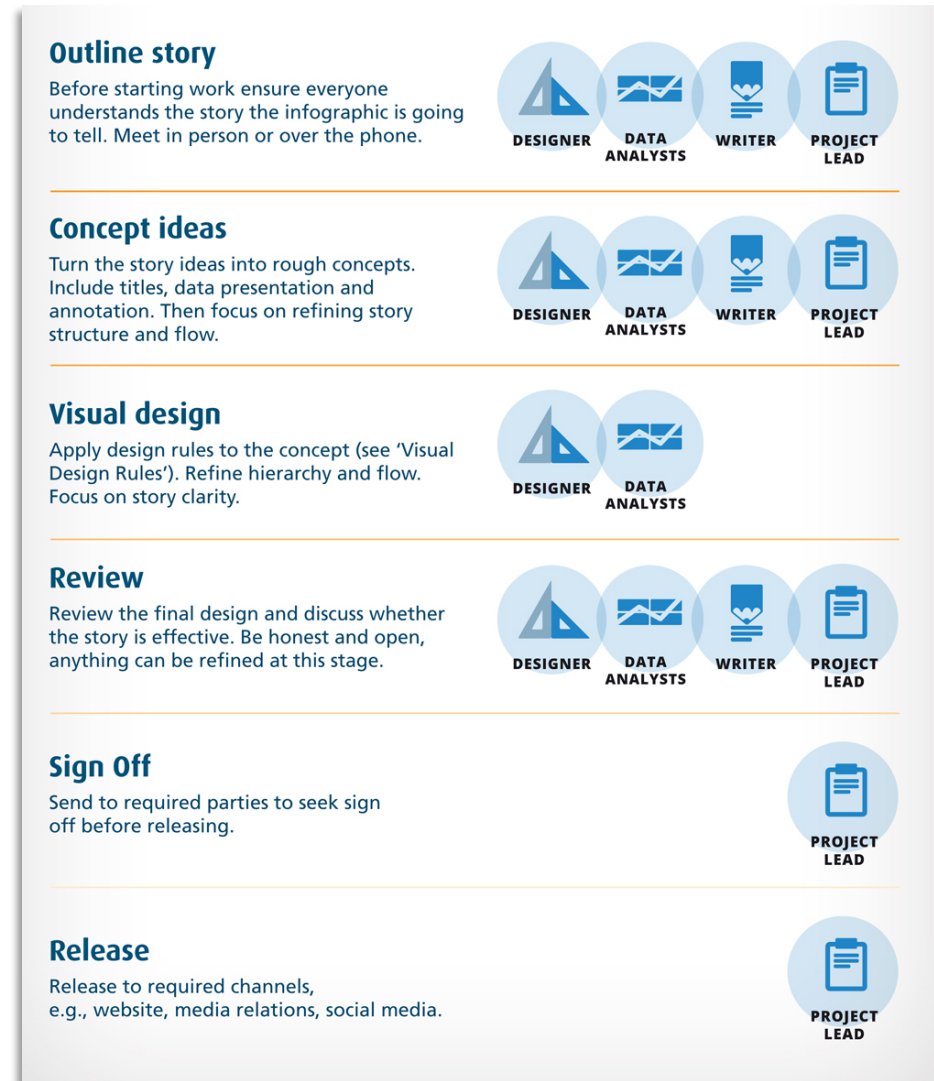 Outline story
Before starting work ensure everyone
understands the story the infographic is going
to tell. Meet in person or over the phone.
DESIGNER
DATA
ANALYSTS
WRITER
PROJECT
LEAD
Concept ideas
Turn the story ideas into rough concepts.
Include titles, data presentation and
annotation. Then focus on refining story
structure and flow.
DESIGNER
DATA
ANALYSTS
WRITER
PROJECT
LEAD
Visual design
Apply design rules to the concept (see ‘Visual
Design Rules’). Refine hierarchy and flow.
Focus on story clarity.
DESIGNER
DATA
ANALYSTS
Review
Review the final design and discuss whether
the story is effective. Be honest and open,
anything can be refined at this stage.
DESIGNER
DATA
ANALYSTS
WRITER
PROJECT
LEAD
Sign Off
Send to required parties to seek sign
off before releasing.
PROJECT
LEAD
Release
Release to required channels,
e.g., website, media relations, social media.
PROJECT
LEAD